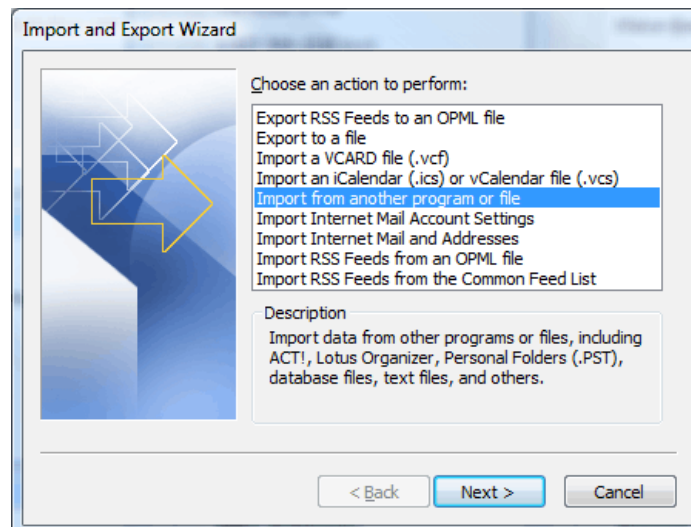 Import and Export Wizard
Choose an action to perform:
Export RSS Feeds to an OPML file
Export to a file
Import a VCARD file (.vcf)
Import an iCalendar (.ics) or vCalendar file (.vcs)
Import from another program or file
Import Internet Mail Account Settings
Import Internet Mail and Addresses
Import RSS Feeds from an OPML file
Import RSS Feeds from the Common Feed List
Description
Import data from other programs or files, including
ACT!, Lotus Organizer, Personal Folders (.PST),
database files, text files, and others.
< Back
Next >
Cancel